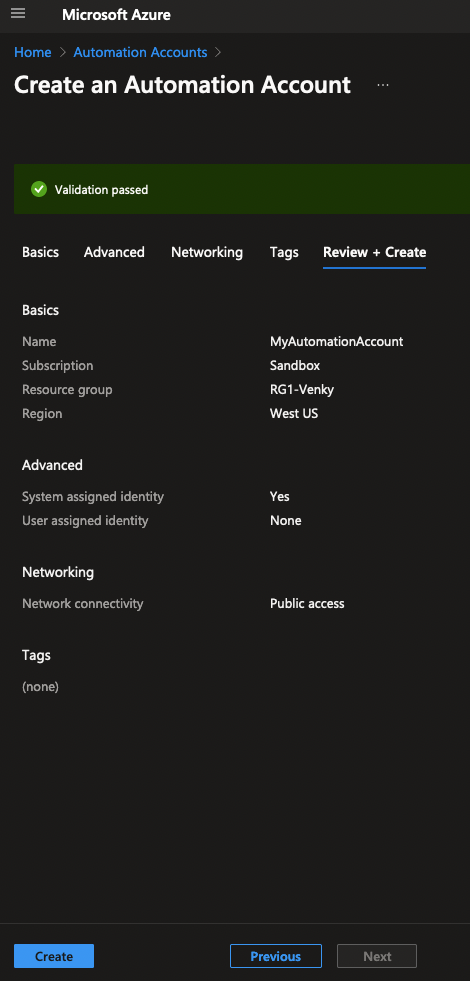 Microsoft Azure
Home > Automation Accounts >
Create an Automation Account ...
Validation passed
Basics Advanced Networking Tags Review + Create
Basics
Name MyAutomationAccount
Subscription Sandbox
Resource group RG1-Venky
Region West US
Advanced
System assigned identity Yes
User assigned identity None
Networking
Network connectivity Public access
Tags
(none)
Create Previous Next